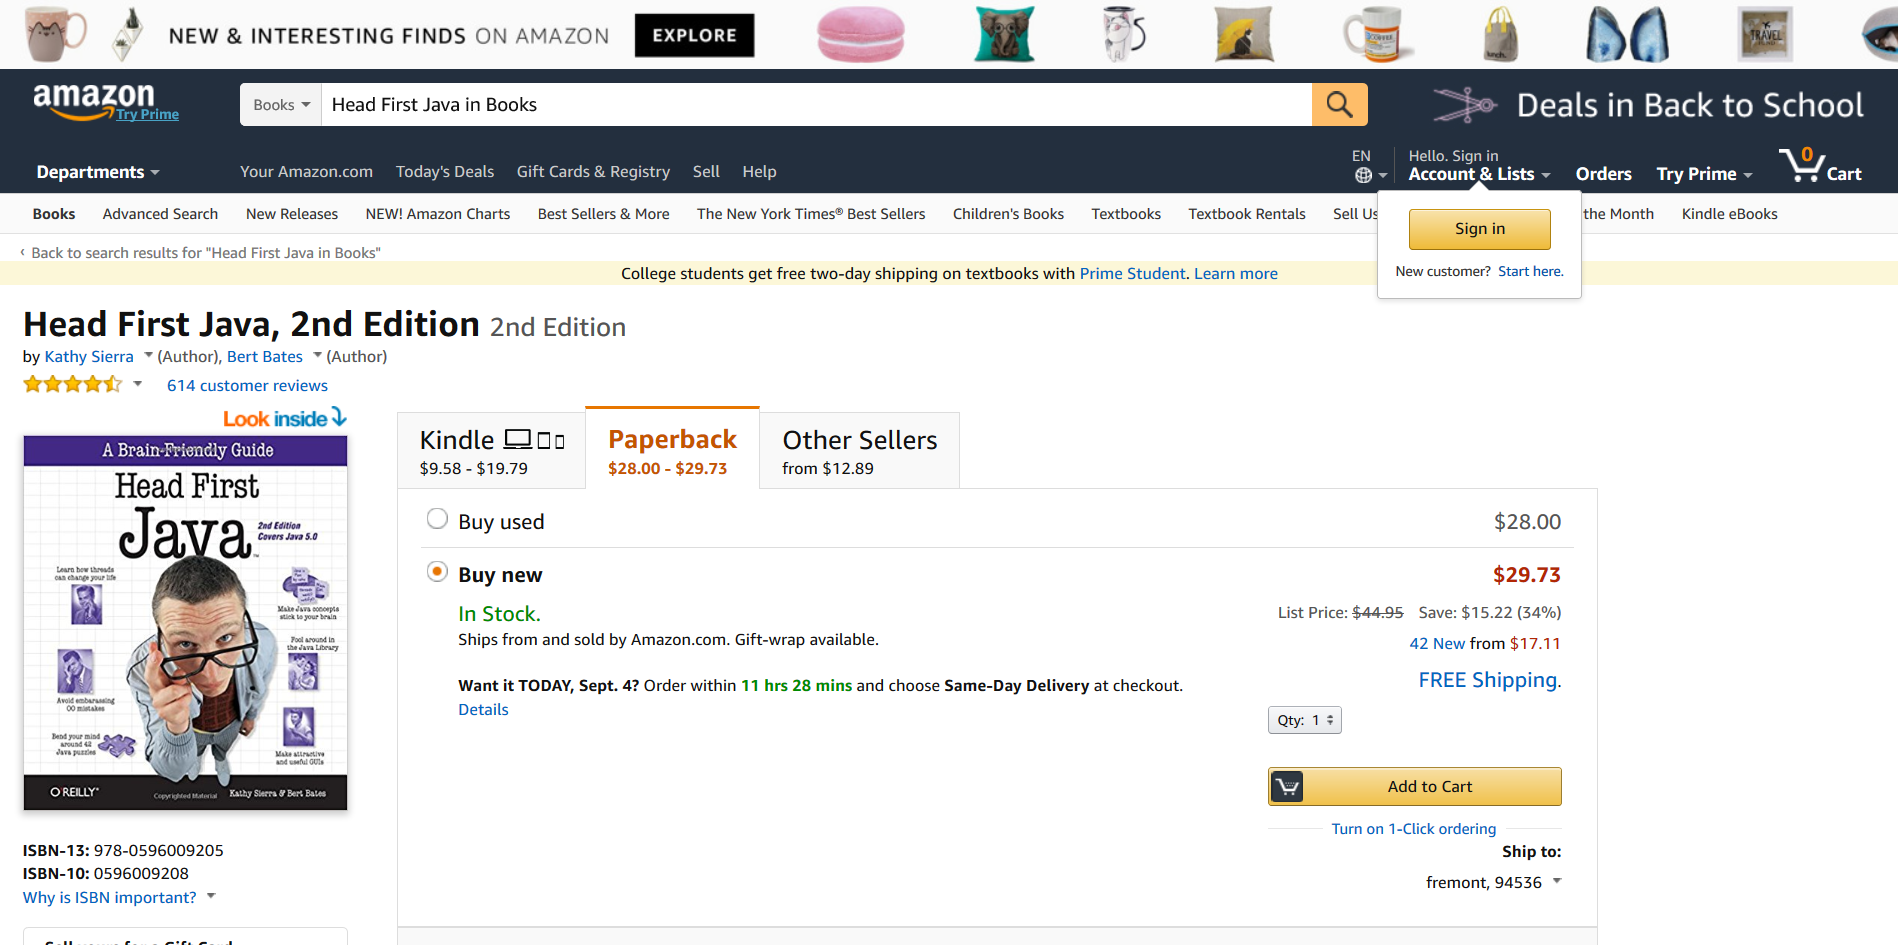 NEW & INTERESTING FINDS ON AMAZON EXPLORE
lunch.
TRAVEL
amazon
Try Prime
Books
Head First Java in Books
Deals in Back to School
Departments
Your Amazon.com Today's Deals Gift Cards & Registry Sell Help
EN
Hello. Sign in
Account & Lists
Orders
Try Prime
0
Cart
Books Advanced Search New Releases NEW! Amazon Charts Best Sellers & More The New York Times® Best Sellers Children's Books Textbooks Textbook Rentals Sell Us the Month Kindle eBooks
Sign in
New customer? Start here.
‹ Back to search results for "Head First Java in Books"
College students get free two-day shipping on textbooks with Prime Student. Learn more
Head First Java, 2nd Edition 2nd Edition
by Kathy Sierra (Author), Bert Bates (Author)
614 customer reviews
Look inside
A Brain-Friendly Guide
Head First
Java
2nd Edition
Covers Java 5.0
Learn how threads
can change your life
Make Java concepts
stick to your brain
Fool around in
the Java Library
Avoid embarassing
OO mistakes
Bend your mind
around 42
Java puzzles
Make attractive
and useful GUIs
O'REILLY®
Copyrighted Material
Kathy Sierra & Bert Bates
ISBN-13: 978-0596009205
ISBN-10: 0596009208
Why is ISBN important?
Kindle
$9.58 - $19.79
Paperback
$28.00 - $29.73
Other Sellers
from $12.89
Buy used $28.00
Buy new $29.73
In Stock.
Ships from and sold by Amazon.com. Gift-wrap available.
List Price: $44.95 Save: $15.22 (34%)
42 New from $17.11
FREE Shipping.
Want it TODAY, Sept. 4? Order within 11 hrs 28 mins and choose Same-Day Delivery at checkout.
Details
Qty: 1
Add to Cart
Turn on 1-Click ordering
Ship to:
fremont, 94536
Sell yours for a Gift Card